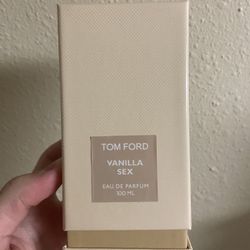 TOM FORD
VANILLA
SEX
EAU DE PARFUM
100 ML